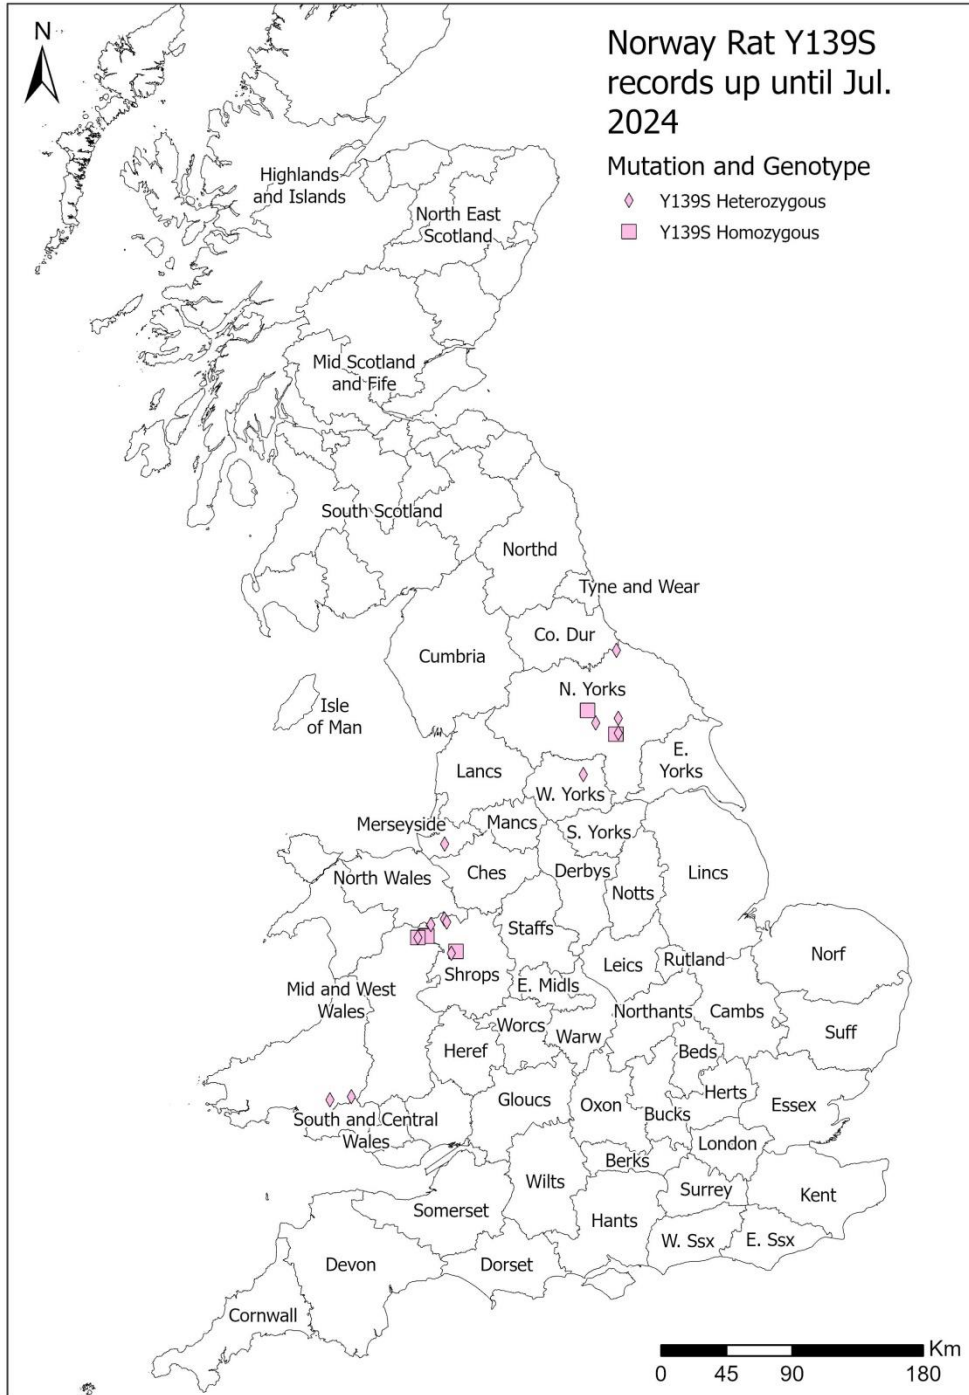 N
Norway Rat Y139S
records up until Jul.
2024
Mutation and Genotype
Y139S Heterozygous
Y139S Homozygous
Highlands
and Islands
North East
Scotland
Mid Scotland
and Fife
South Scotland
Northd
Tyne and Wear
Co. Dur
Cumbria
N. Yorks
Isle
of Man
E.
Yorks
Lancs
W. Yorks
Mancs
Merseyside
S. Yorks
Ches
Derbys
Lincs
North Wales
Notts
Staffs
Norf
Leics
Rutland
Shrops
E. Midls
Mid and West
Wales
Northants
Cambs
Worcs
Warw
Suff
Heref
Beds
Herts
Gloucs
Oxon
Essex
Bucks
South and Central
Wales
London
Berks
Wilts
Surrey
Kent
Somerset
Hants
W. Ssx
E. Ssx
Devon
Dorset
Cornwall
Km
0 45 90 180